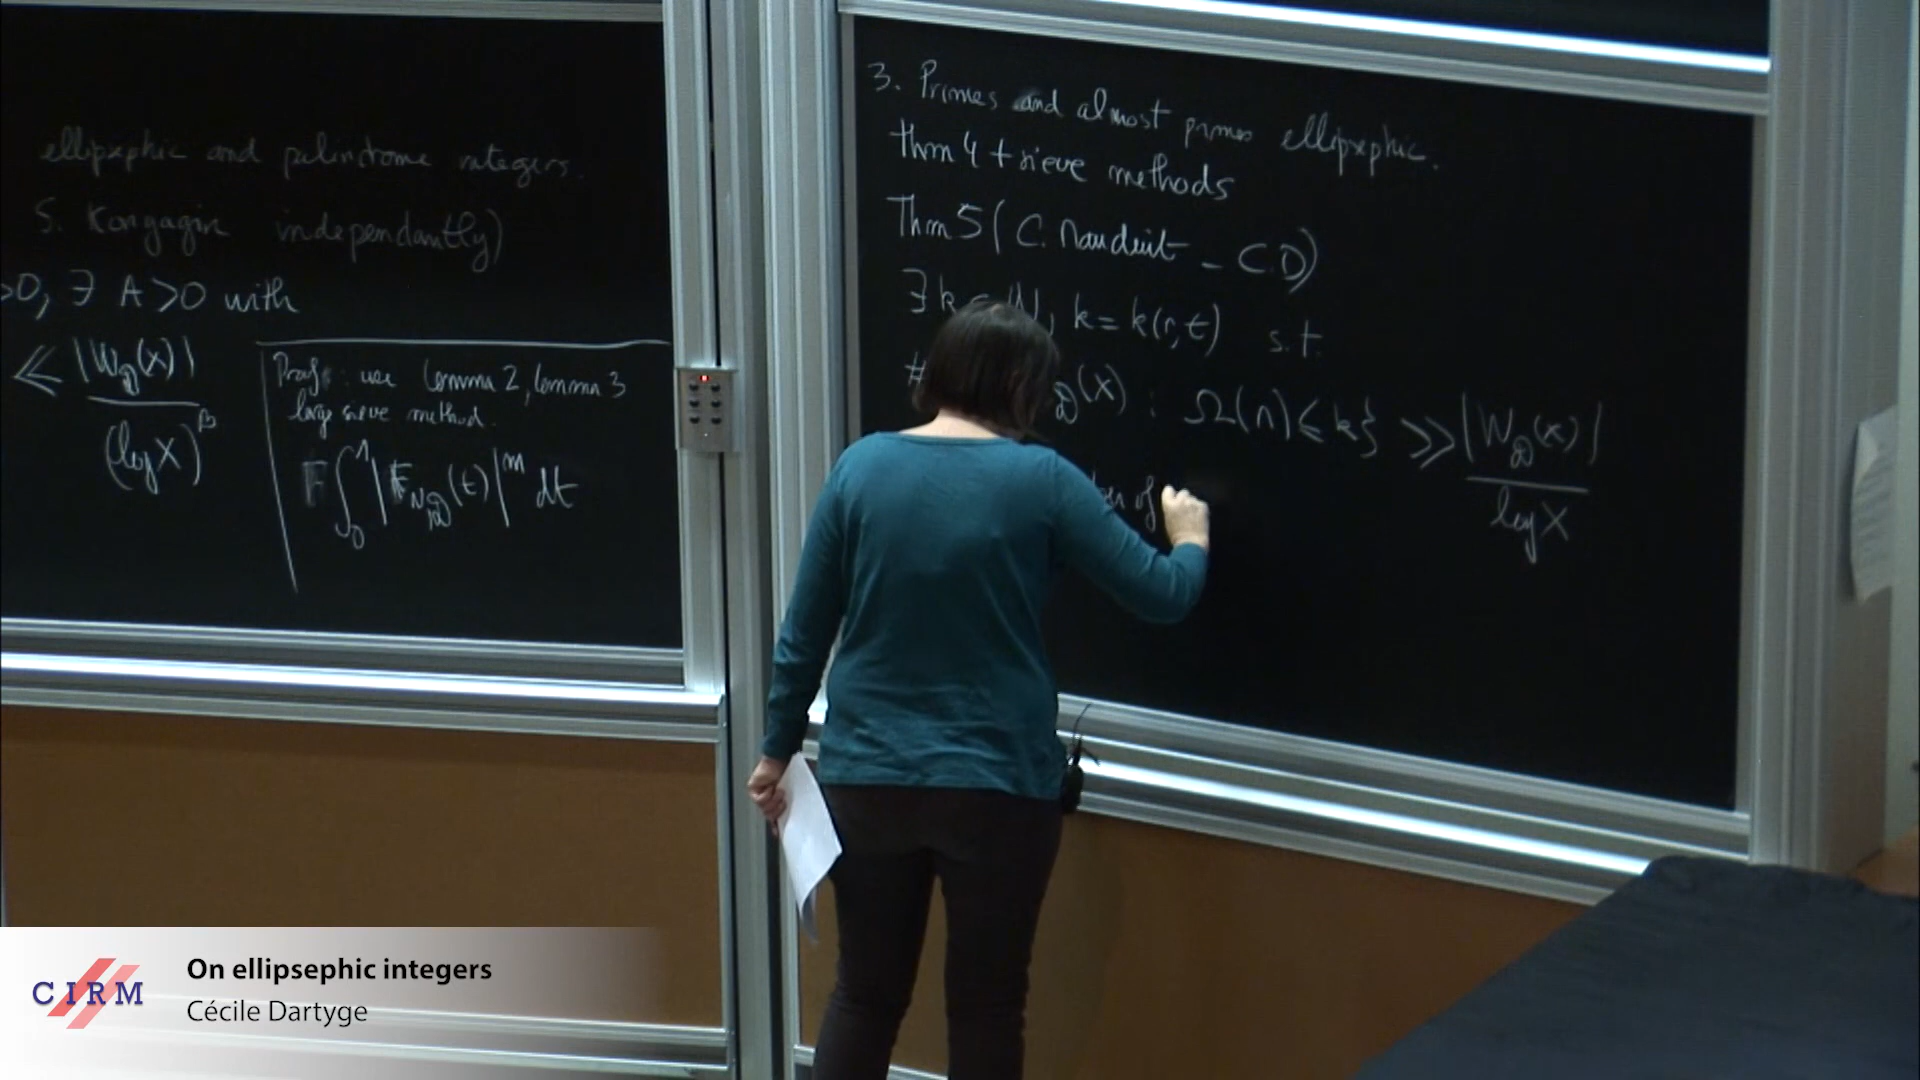 ellipsephic and palindrome integers.
S. Konyagin independantly)
>0, ∃ A>0 with
≪ |W_𝒟(X)| / (log X)^β
Proof : use lemma 2, lemma 3
large sieve method.
∫_0^1 | (t)|^m dt
3. Primes and almost primes ellipsephic.
Thm 4 + sieve methods
Thm 5 ( C. Mauduit - C.D)
∃ k , k = k(r,t) s.t.
# 𝒟(X) : Ω(n) ≤ k} ≫ |W_𝒟(X)| / log X
of
On ellipsephic integers
CIRM
Cécile Dartyge